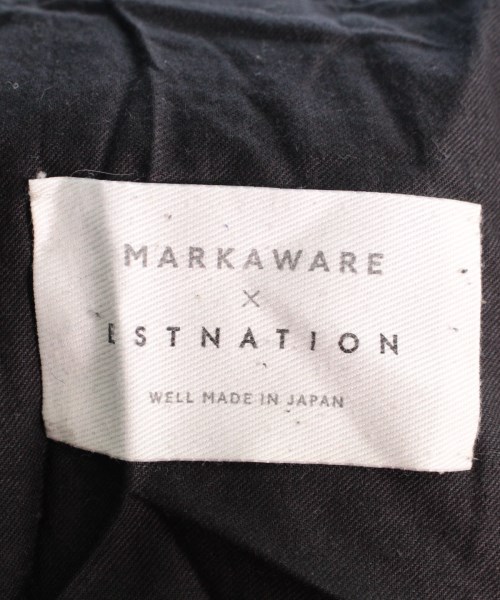 MARKAWARE
×
ESTNATION
WELL MADE IN JAPAN